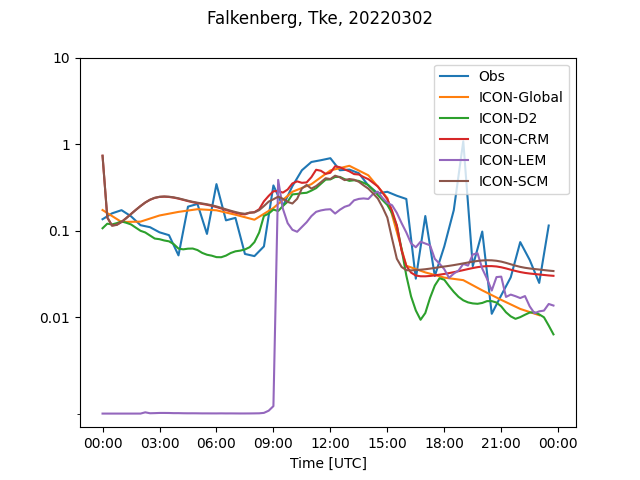 Falkenberg, Tke, 20220302
10
1
0.1
0.01
Obs
ICON-Global
ICON-D2
ICON-CRM
ICON-LEM
ICON-SCM
00:00 03:00 06:00 09:00 12:00 15:00 18:00 21:00 00:00
Time [UTC]